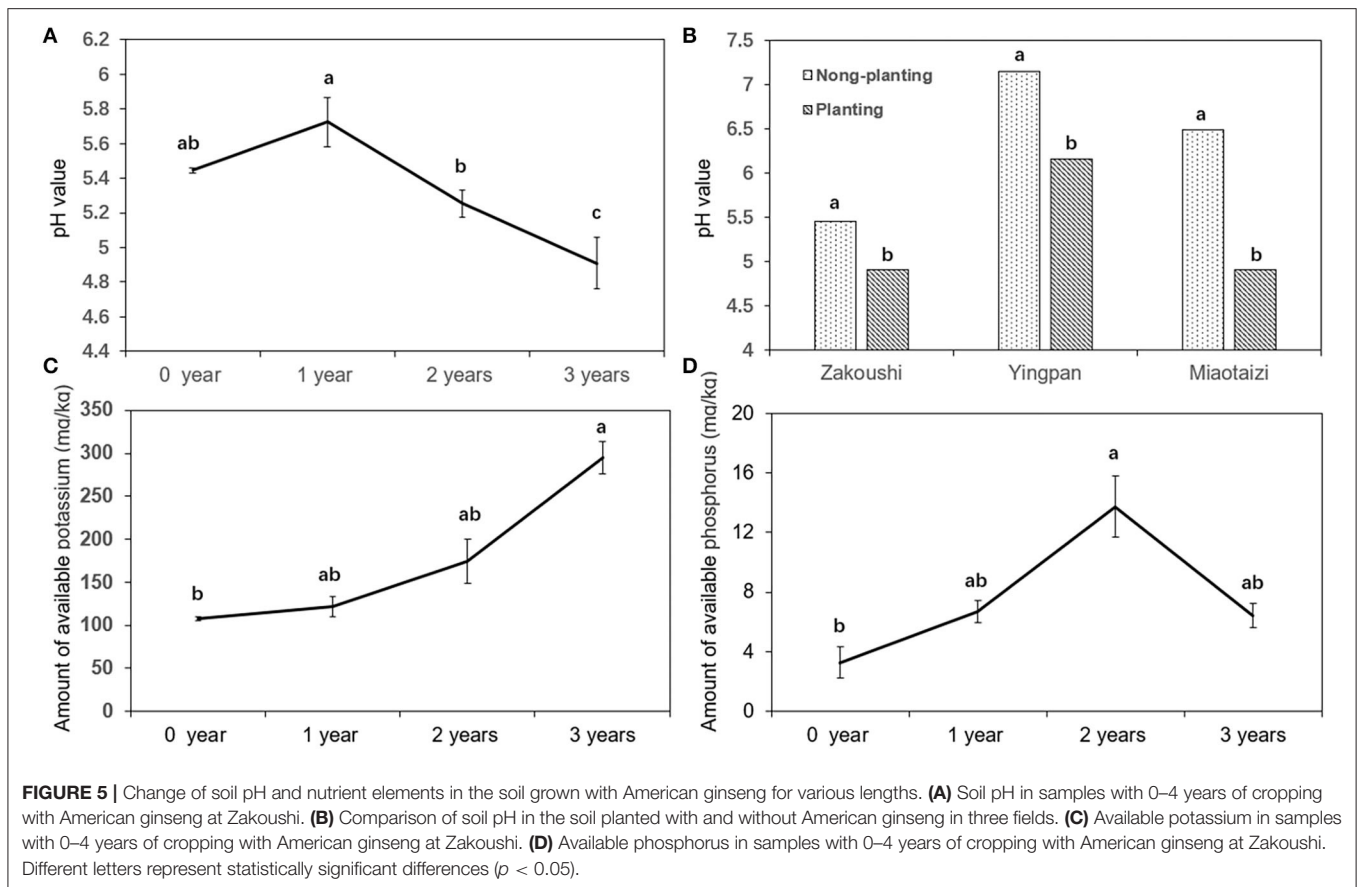 A
6.2
6
5.8
5.6
5.4
5.2
5
4.8
4.6
4.4
pH value
ab
a
b
c
0 year
1 year
2 years
3 years
B
7.5
7
6.5
6
5.5
5
4.5
4
pH value
Nong-planting
Planting
a
b
a
b
a
b
Zakoushi
Yingpan
Miaotaizi
C
350
300
250
200
150
100
50
0
Amount of available potassium (mg/kg)
b
ab
ab
a
0 year
1 year
2 years
3 years
D
20
16
12
8
4
0
Amount of available phosphorus (mg/kg)
b
ab
a
ab
0 year
1 year
2 years
3 years
FIGURE 5 | Change of soil pH and nutrient elements in the soil grown with American ginseng for various lengths. (A) Soil pH in samples with 0–4 years of cropping
with American ginseng at Zakoushi. (B) Comparison of soil pH in the soil planted with and without American ginseng in three fields. (C) Available potassium in samples
with 0–4 years of cropping with American ginseng at Zakoushi. (D) Available phosphorus in samples with 0–4 years of cropping with American ginseng at Zakoushi.
Different letters represent statistically significant differences (p < 0.05).